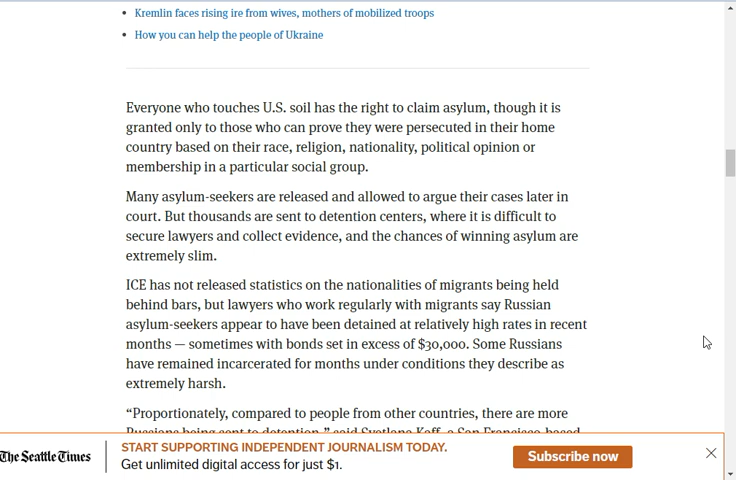 Kremlin faces rising ire from wives, mothers of mobilized troops
How you can help the people of Ukraine
Everyone who touches U.S. soil has the right to claim asylum, though it is
granted only to those who can prove they were persecuted in their home
country based on their race, religion, nationality, political opinion or
membership in a particular social group.
Many asylum-seekers are released and allowed to argue their cases later in
court. But thousands are sent to detention centers, where it is difficult to
secure lawyers and collect evidence, and the chances of winning asylum are
extremely slim.
ICE has not released statistics on the nationalities of migrants being held
behind bars, but lawyers who work regularly with migrants say Russian
asylum-seekers appear to have been detained at relatively high rates in recent
months — sometimes with bonds set in excess of $30,000. Some Russians
have remained incarcerated for months under conditions they describe as
extremely harsh.
“Proportionately, compared to people from other countries, there are more
Russians being sent to detention,” said Svetlana Kaff, a San Francisco-based
The Seattle Times
START SUPPORTING INDEPENDENT JOURNALISM TODAY.
Get unlimited digital access for just $1.
Subscribe now